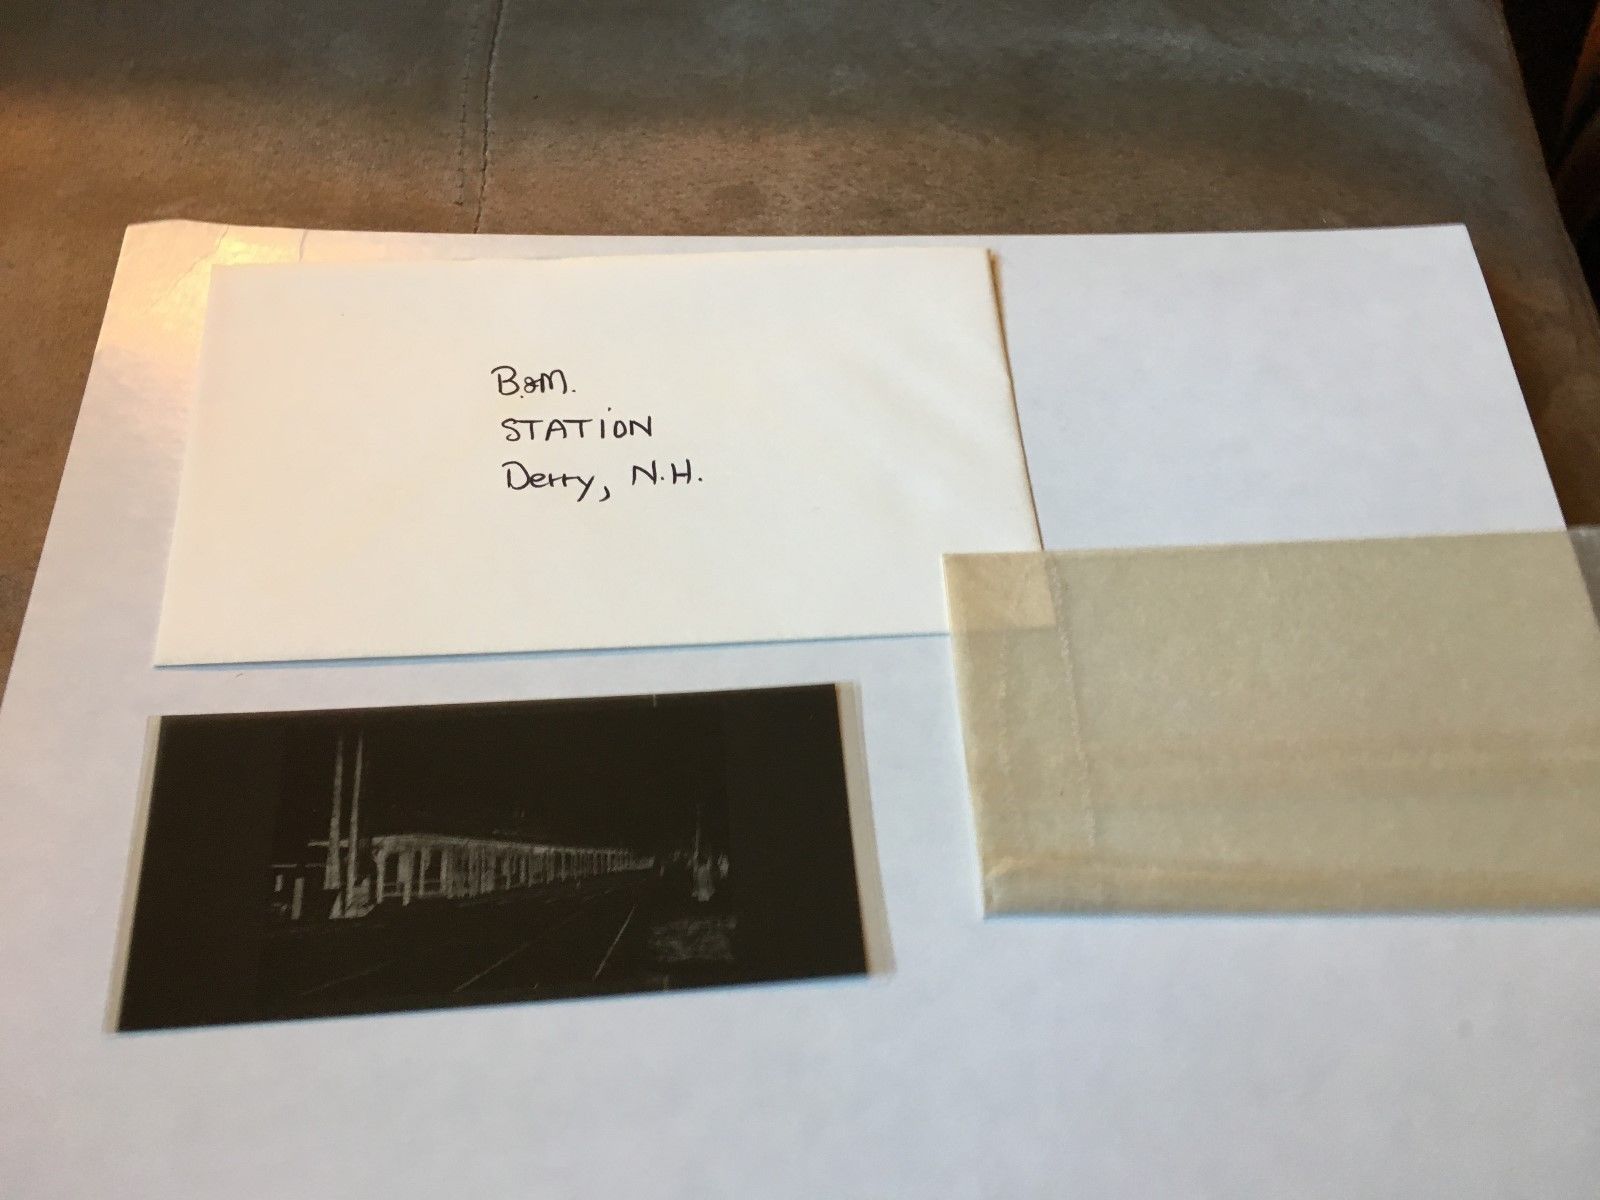 B.&M.
STATION
Derry, N.H.